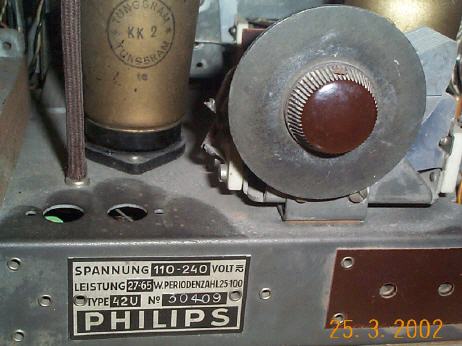 TUNGSRAM
KK 2
TUNGSRAM
SPANNUNG 110-240 VOLT
LEISTUNG 27-65 W. PERIODENZAHL 25-100
TYPE 42U No 30409
PHILIPS
25. 3. 2002